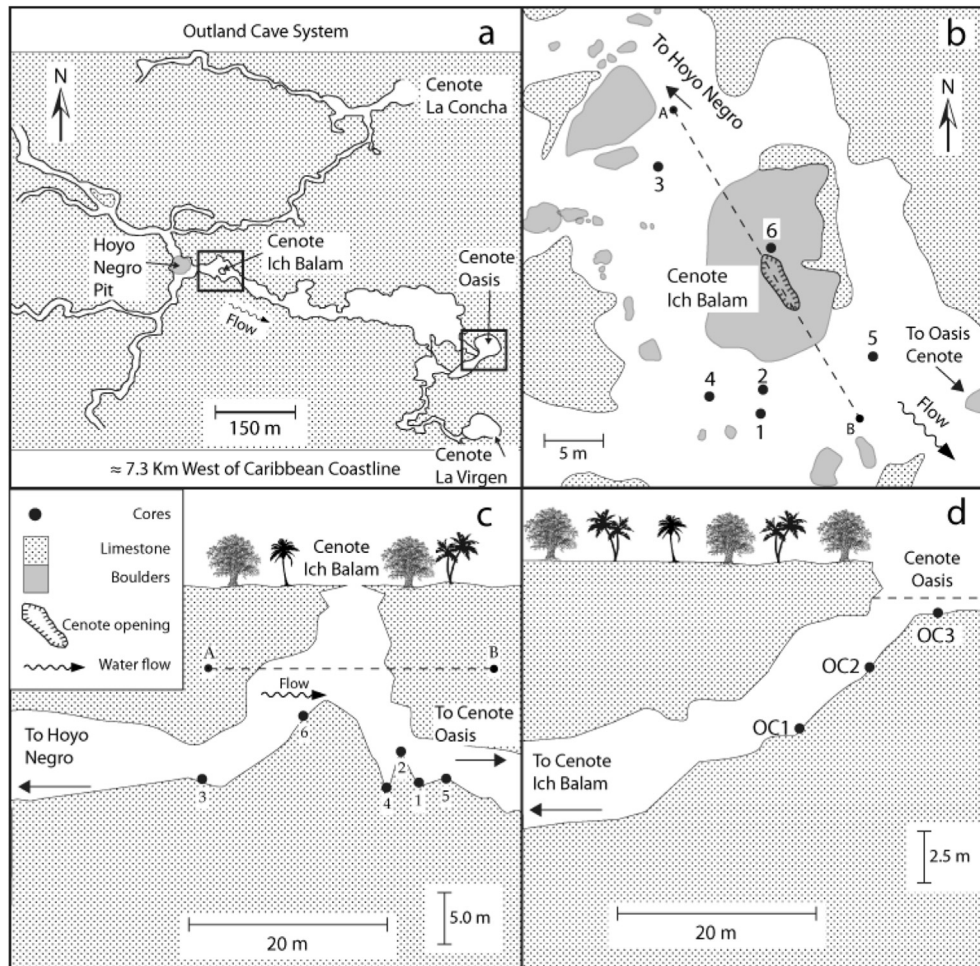 Outland Cave System
a
N
Cenote
La Concha
Hoyo
Negro
Pit
Cenote
Ich Balam
Cenote
Oasis
Flow
150 m
Cenote
La Virgen
≈ 7.3 Km West of Caribbean Coastline
b
N
To Hoyo Negro
A
3
6
Cenote
Ich Balam
5
To Oasis
Cenote
4
2
1
B
Flow
5 m
Cores
Limestone
Boulders
Cenote opening
Water flow
c
Cenote
Ich Balam
A
B
Flow
To Hoyo
Negro
To Cenote
Oasis
6
2
3
4
1
5
5.0 m
20 m
d
Cenote
Oasis
OC3
OC2
OC1
To Cenote
Ich Balam
2.5 m
20 m